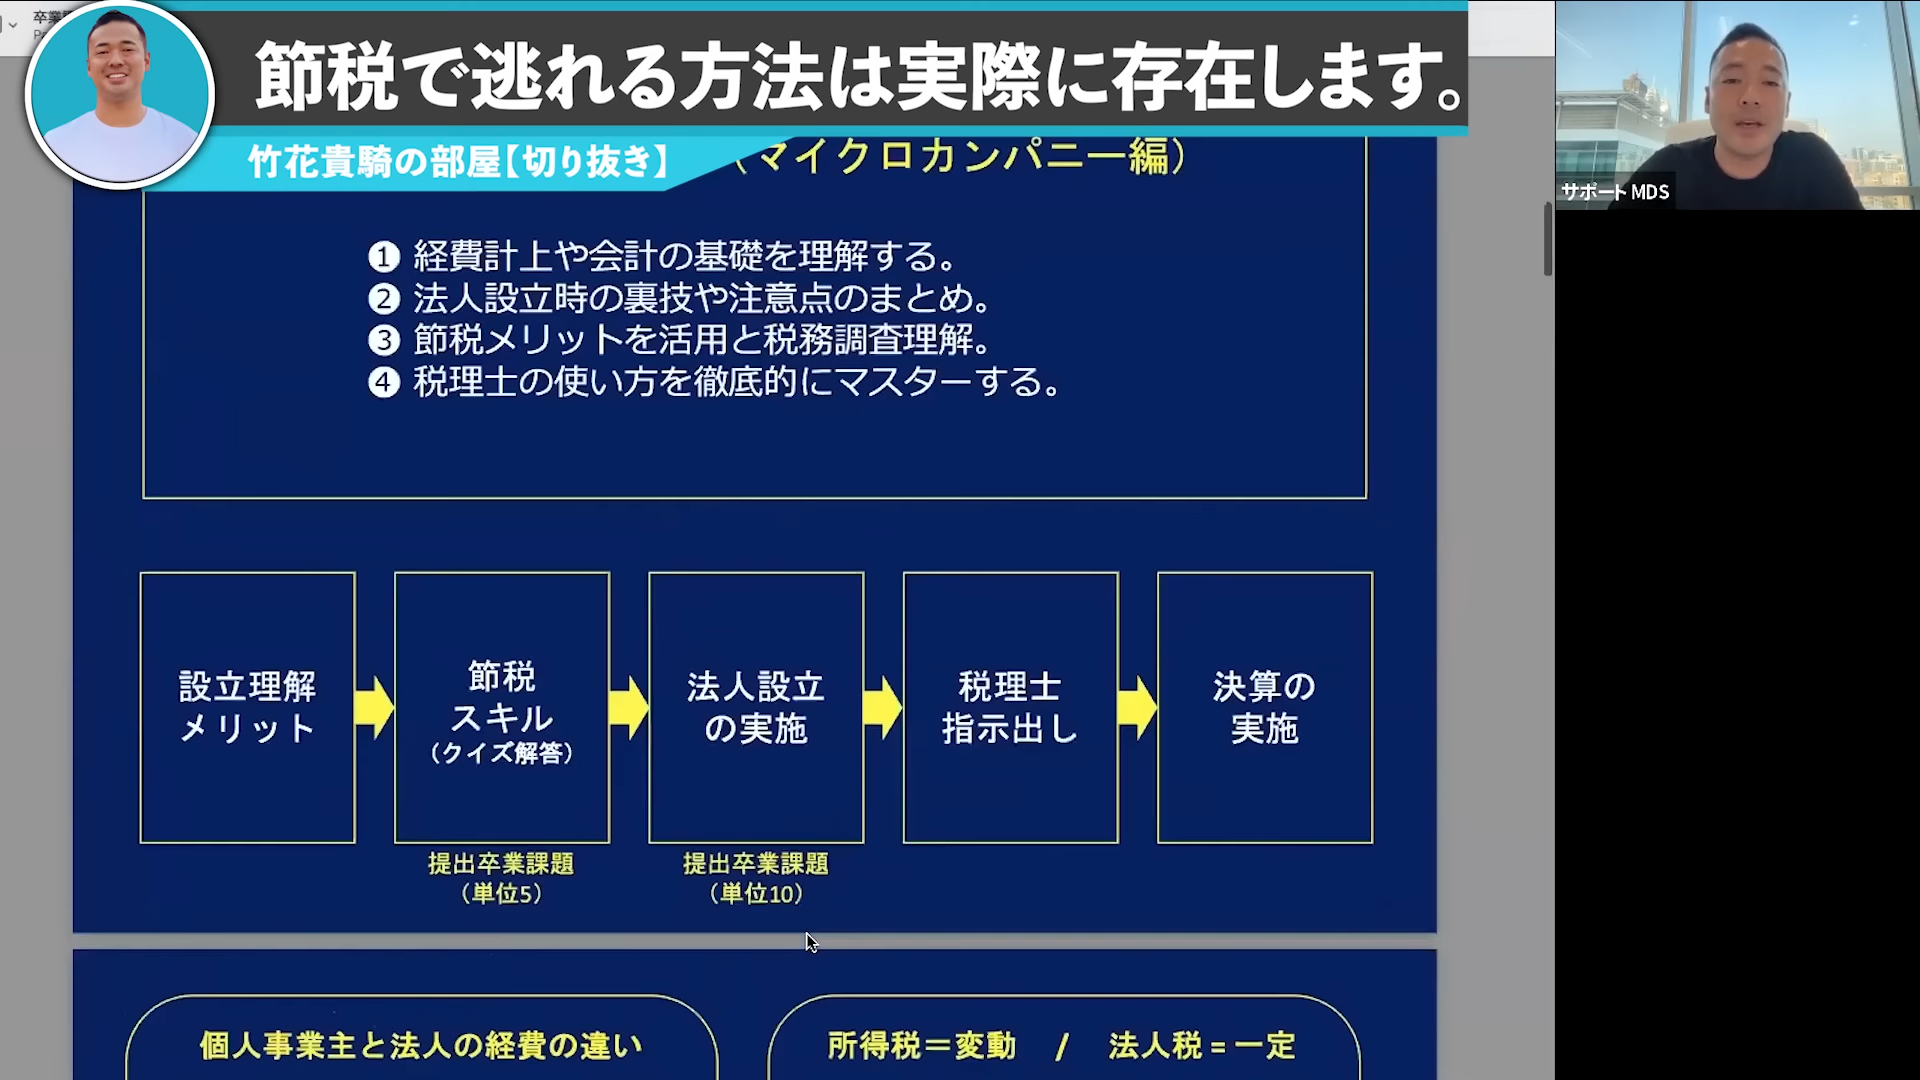 節税で逃れる方法は実際に存在します。
竹花貴騎の部屋【切り抜き】
（マイクロカンパニー編）
サポート MDS
❶ 経費計上や会計の基礎を理解する。
❷ 法人設立時の裏技や注意点のまとめ。
❸ 節税メリットを活用と税務調査理解。
❹ 税理士の使い方を徹底的にマスターする。
設立理解
メリット
節税
スキル
（クイズ解答）
法人設立
の実施
税理士
指示出し
決算の
実施
提出卒業課題
（単位5）
提出卒業課題
（単位10）
個人事業主と法人の経費の違い
所得税＝変動 / 法人税 = 一定